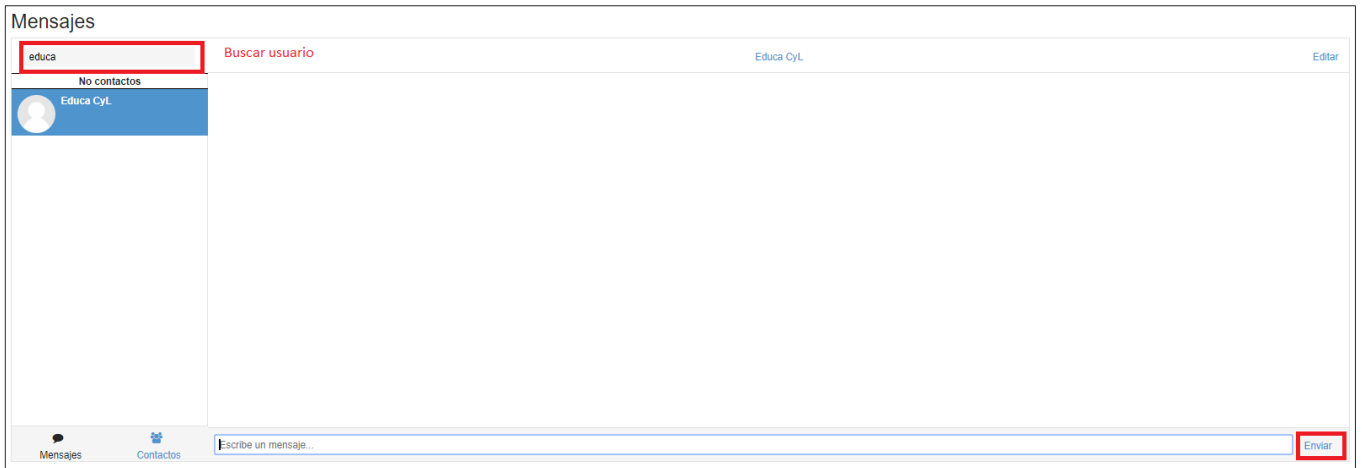 Mensajes
educa
Buscar usuario
Educa CyL
Editar
No contactos
Educa CyL
Mensajes
Contactos
Escribe un mensaje...
Enviar